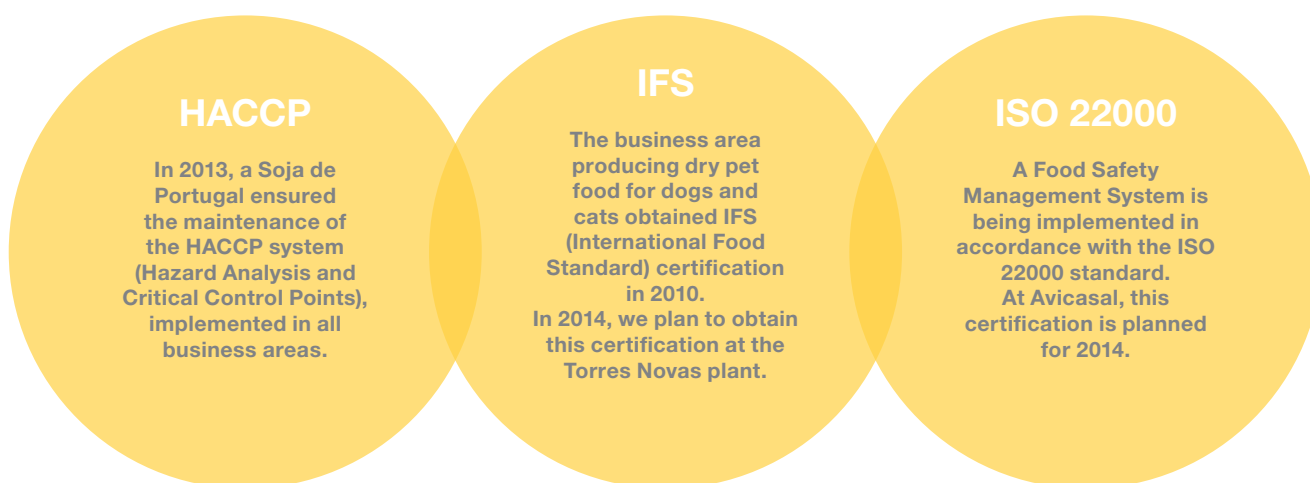 HACCP
In 2013, a Soja de
Portugal ensured
the maintenance of
the HACCP system
(Hazard Analysis and
Critical Control Points),
implemented in all
business areas.
IFS
The business area
producing dry pet
food for dogs and
cats obtained IFS
(International Food
Standard) certification
in 2010.
In 2014, we plan to obtain
this certification at the
Torres Novas plant.
ISO 22000
A Food Safety
Management System is
being implemented in
accordance with the ISO
22000 standard.
At Avicasal, this
certification is planned
for 2014.